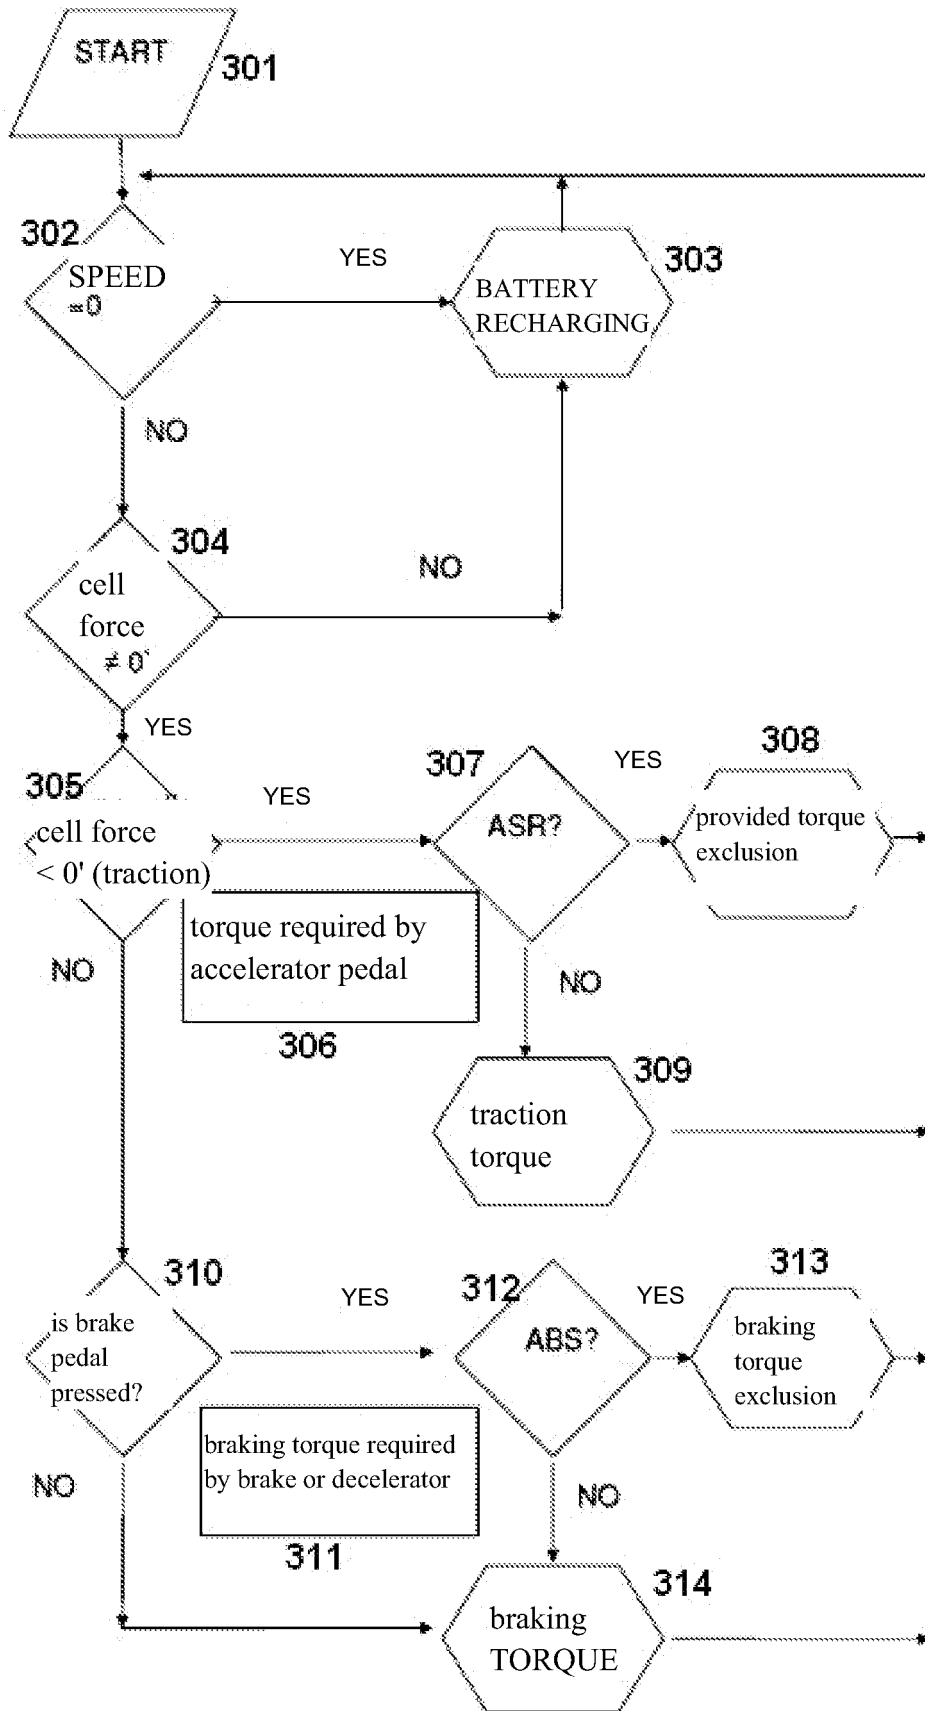 START
301
302
SPEED
=0
YES
BATTERY
RECHARGING
303
NO
304
cell
force
≠ 0'
NO
YES
305
cell force
< 0' (traction)
YES
307
ASR?
YES
308
provided torque
exclusion
torque required by
accelerator pedal
306
NO
NO
309
traction
torque
310
is brake
pedal
pressed?
YES
312
ABS?
YES
313
braking
torque
exclusion
braking torque required
by brake or decelerator
311
NO
NO
314
braking
TORQUE